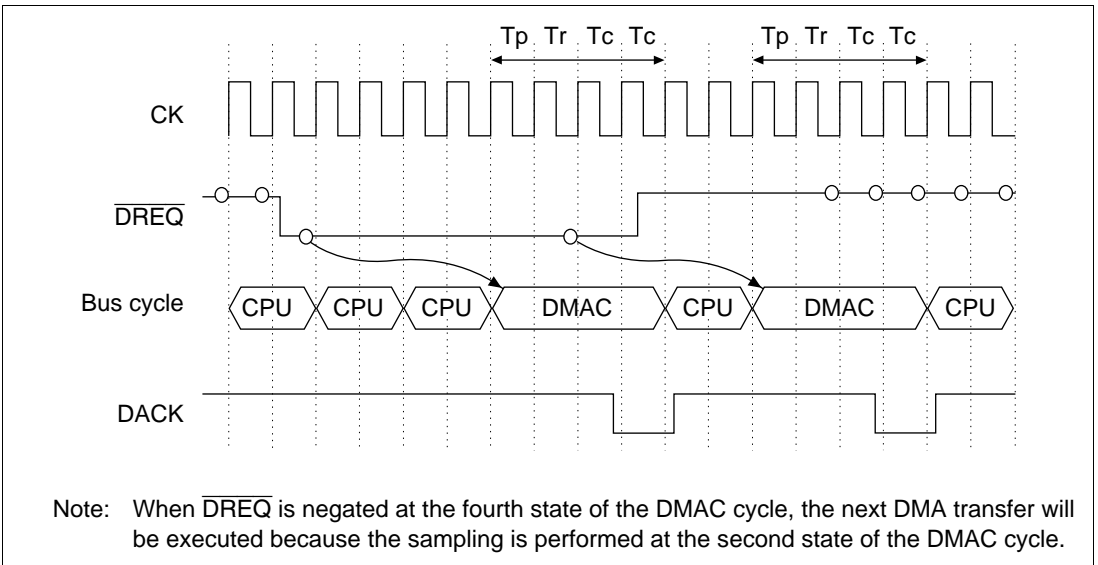 Tp Tr Tc Tc Tp Tr Tc Tc
CK
DREQ
Bus cycle CPU CPU CPU DMAC CPU DMAC CPU
DACK
Note: When DREQ is negated at the fourth state of the DMAC cycle, the next DMA transfer will
be executed because the sampling is performed at the second state of the DMAC cycle.